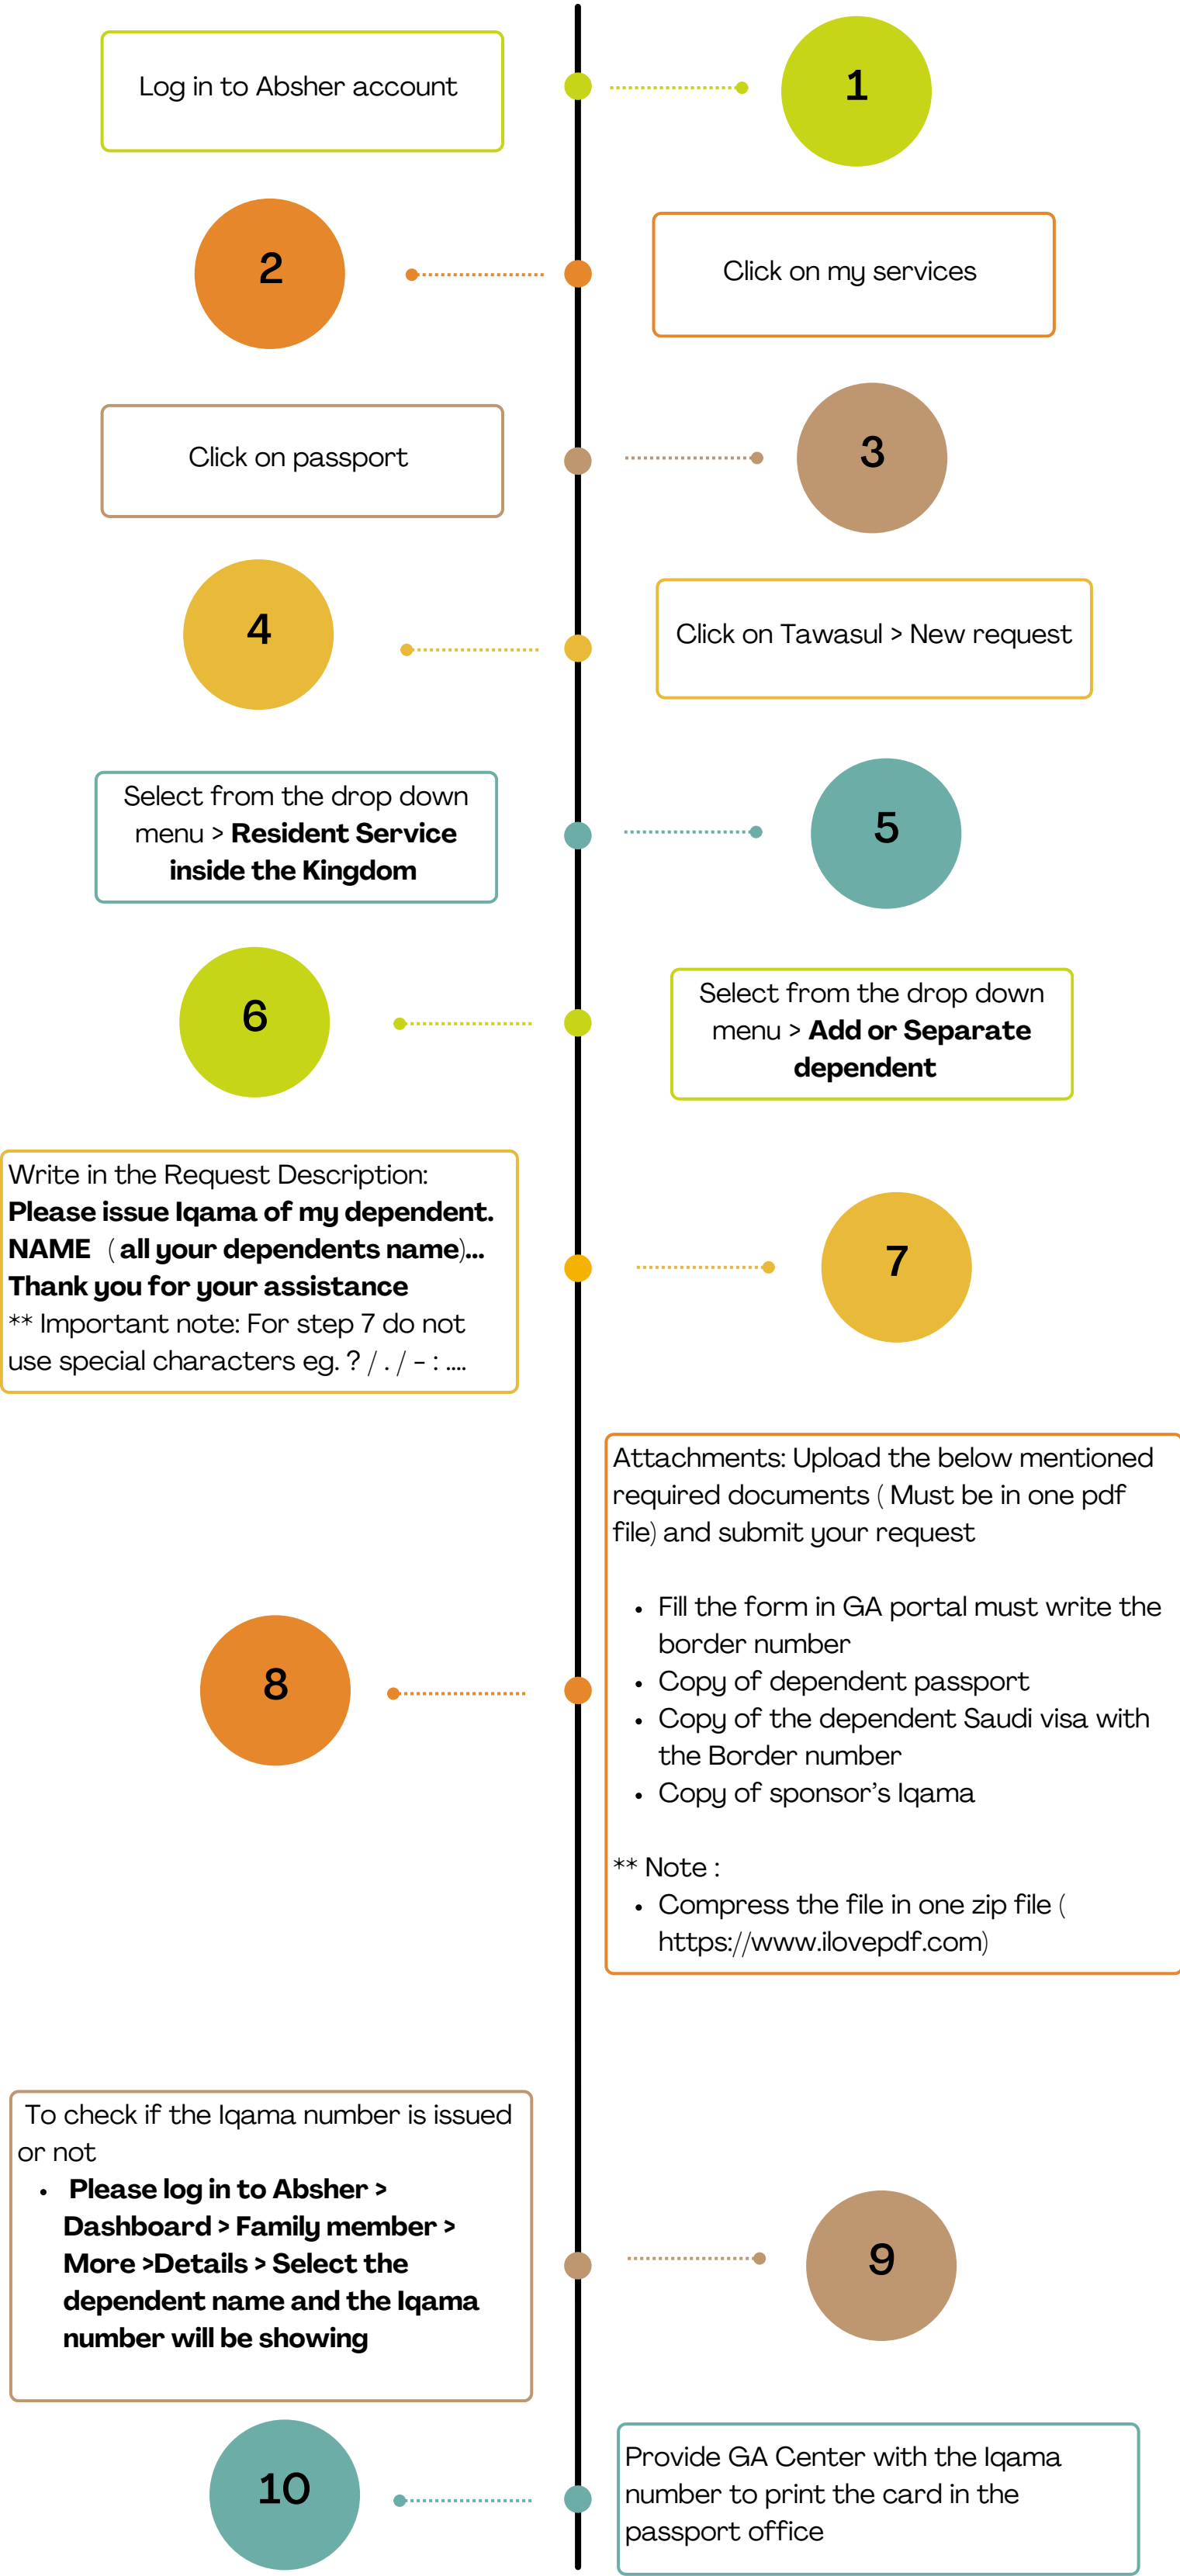 Log in to Absher account
1
2
Click on my services
Click on passport
3
4
Click on Tawasul > New request
Select from the drop down
menu > Resident Service
inside the Kingdom
5
6
Select from the drop down
menu > Add or Separate
dependent
Write in the Request Description:
Please issue Iqama of my dependent.
NAME ( all your dependents name)...
Thank you for your assistance
** Important note: For step 7 do not
use special characters eg. ? / . / - : ....
7
8
Attachments: Upload the below mentioned
required documents ( Must be in one pdf
file) and submit your request
• Fill the form in GA portal must write the
border number
• Copy of dependent passport
• Copy of the dependent Saudi visa with
the Border number
• Copy of sponsor’s Iqama
** Note :
• Compress the file in one zip file (
https://www.ilovepdf.com)
To check if the Iqama number is issued
or not
• Please log in to Absher >
Dashboard > Family member >
More >Details > Select the
dependent name and the Iqama
number will be showing
9
10
Provide GA Center with the Iqama
number to print the card in the
passport office